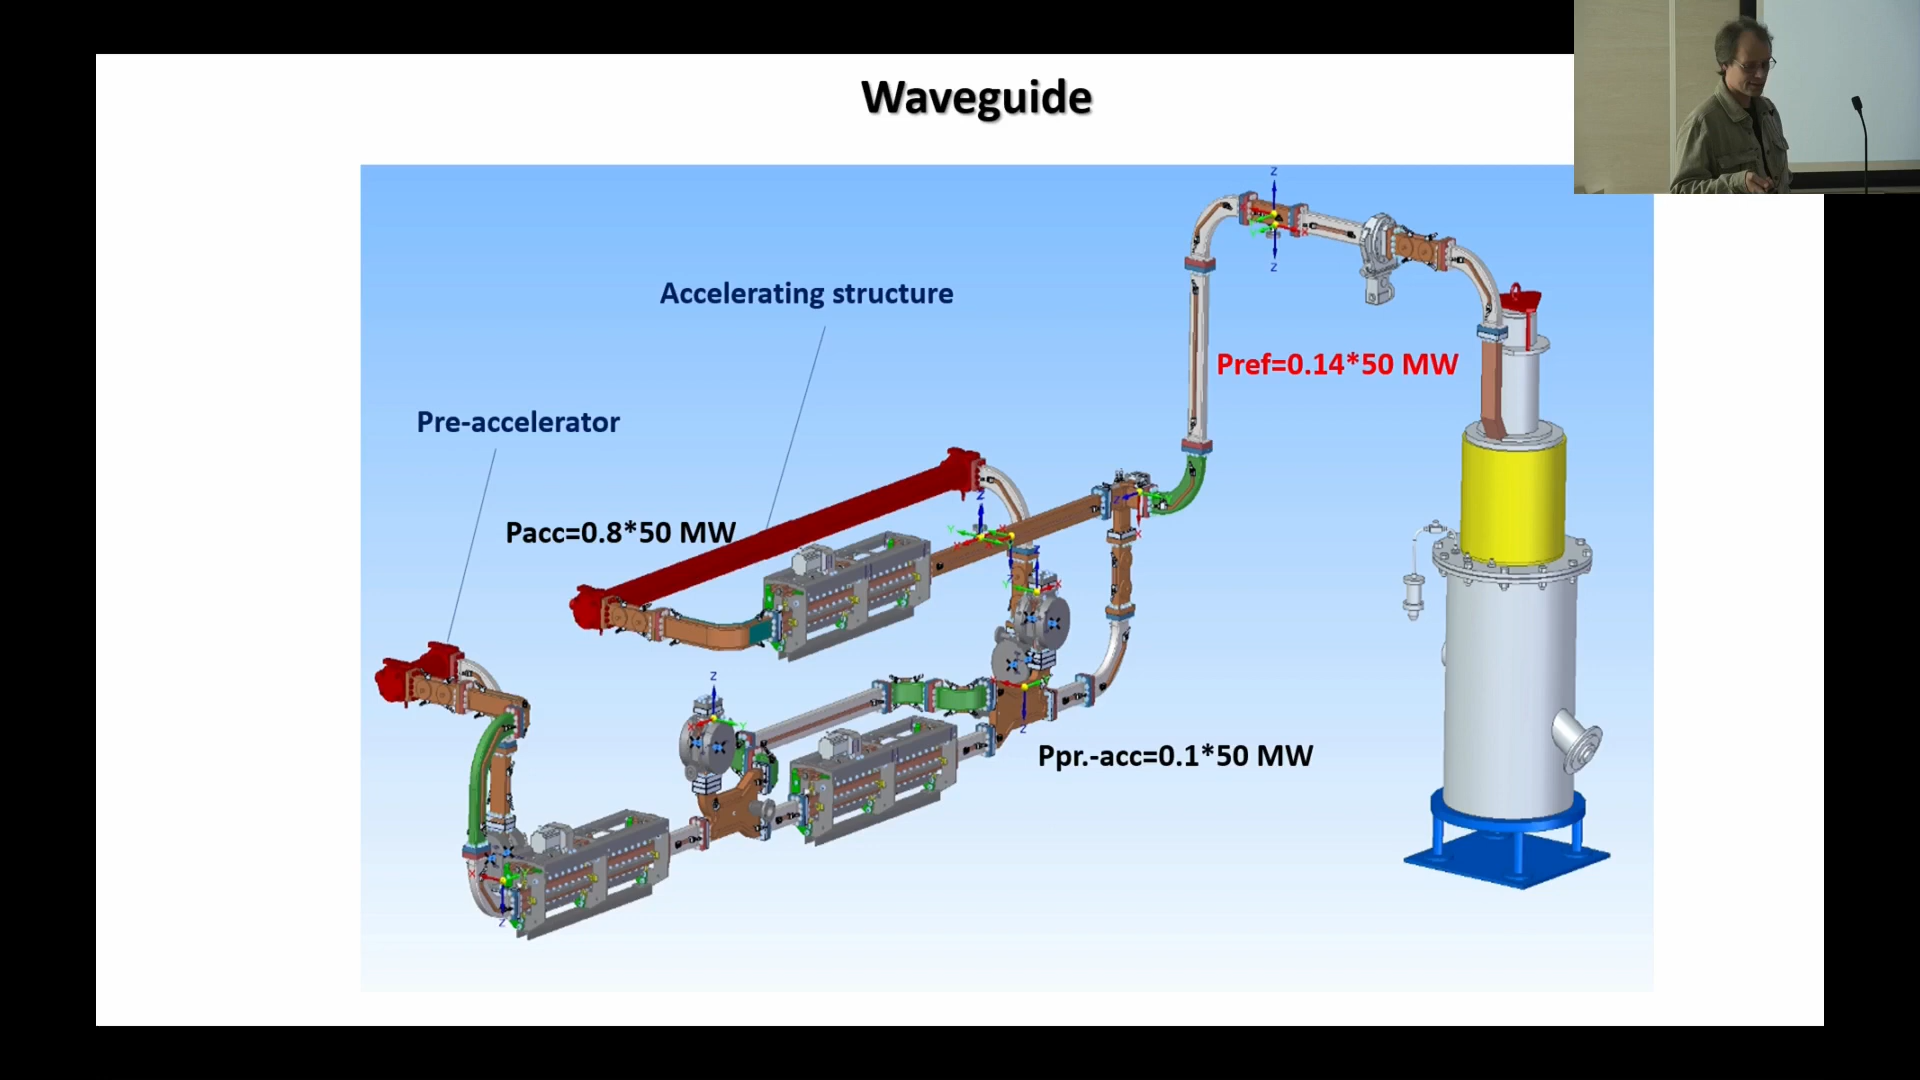 Waveguide
Accelerating structure
Pref=0.14*50 MW
Pre-accelerator
Pacc=0.8*50 MW
Ppr.-acc=0.1*50 MW